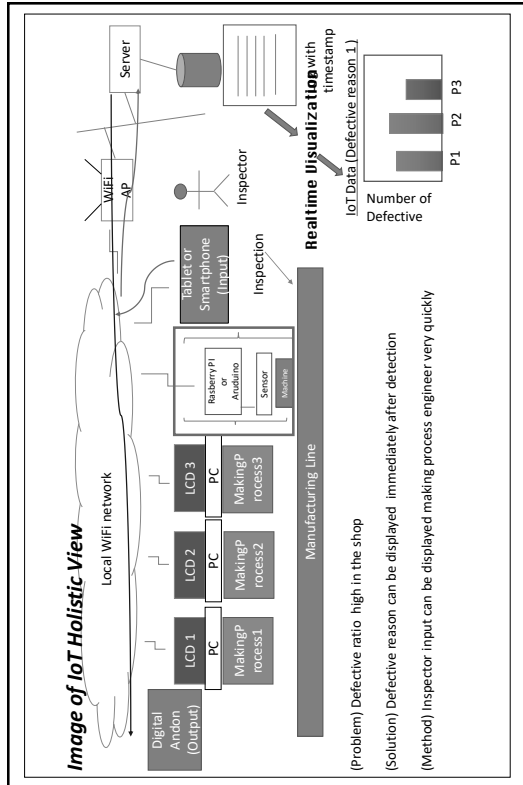 Image of IoT Holistic View
Local WiFi network
WiFi
AP
Server
Digital
Andon
(Output)
LCD 1
PC
MakingP
rocess1
LCD 2
PC
MakingP
rocess2
LCD 3
PC
MakingP
rocess3
Rasberry PI
or
Aruduino
Sensor
Machine
Tablet or
Smartphone
(Input)
Inspector
Inspection
Manufacturing Line
with
timestamp
Realtime Visualization
IoT Data (Defective reason 1)
Number of
Defective
P1
P2
P3
(Problem) Defective ratio high in the shop
(Solution) Defective reason can be displayed immediately after detection
(Method) Inspector input can be displayed making process engineer very quickly